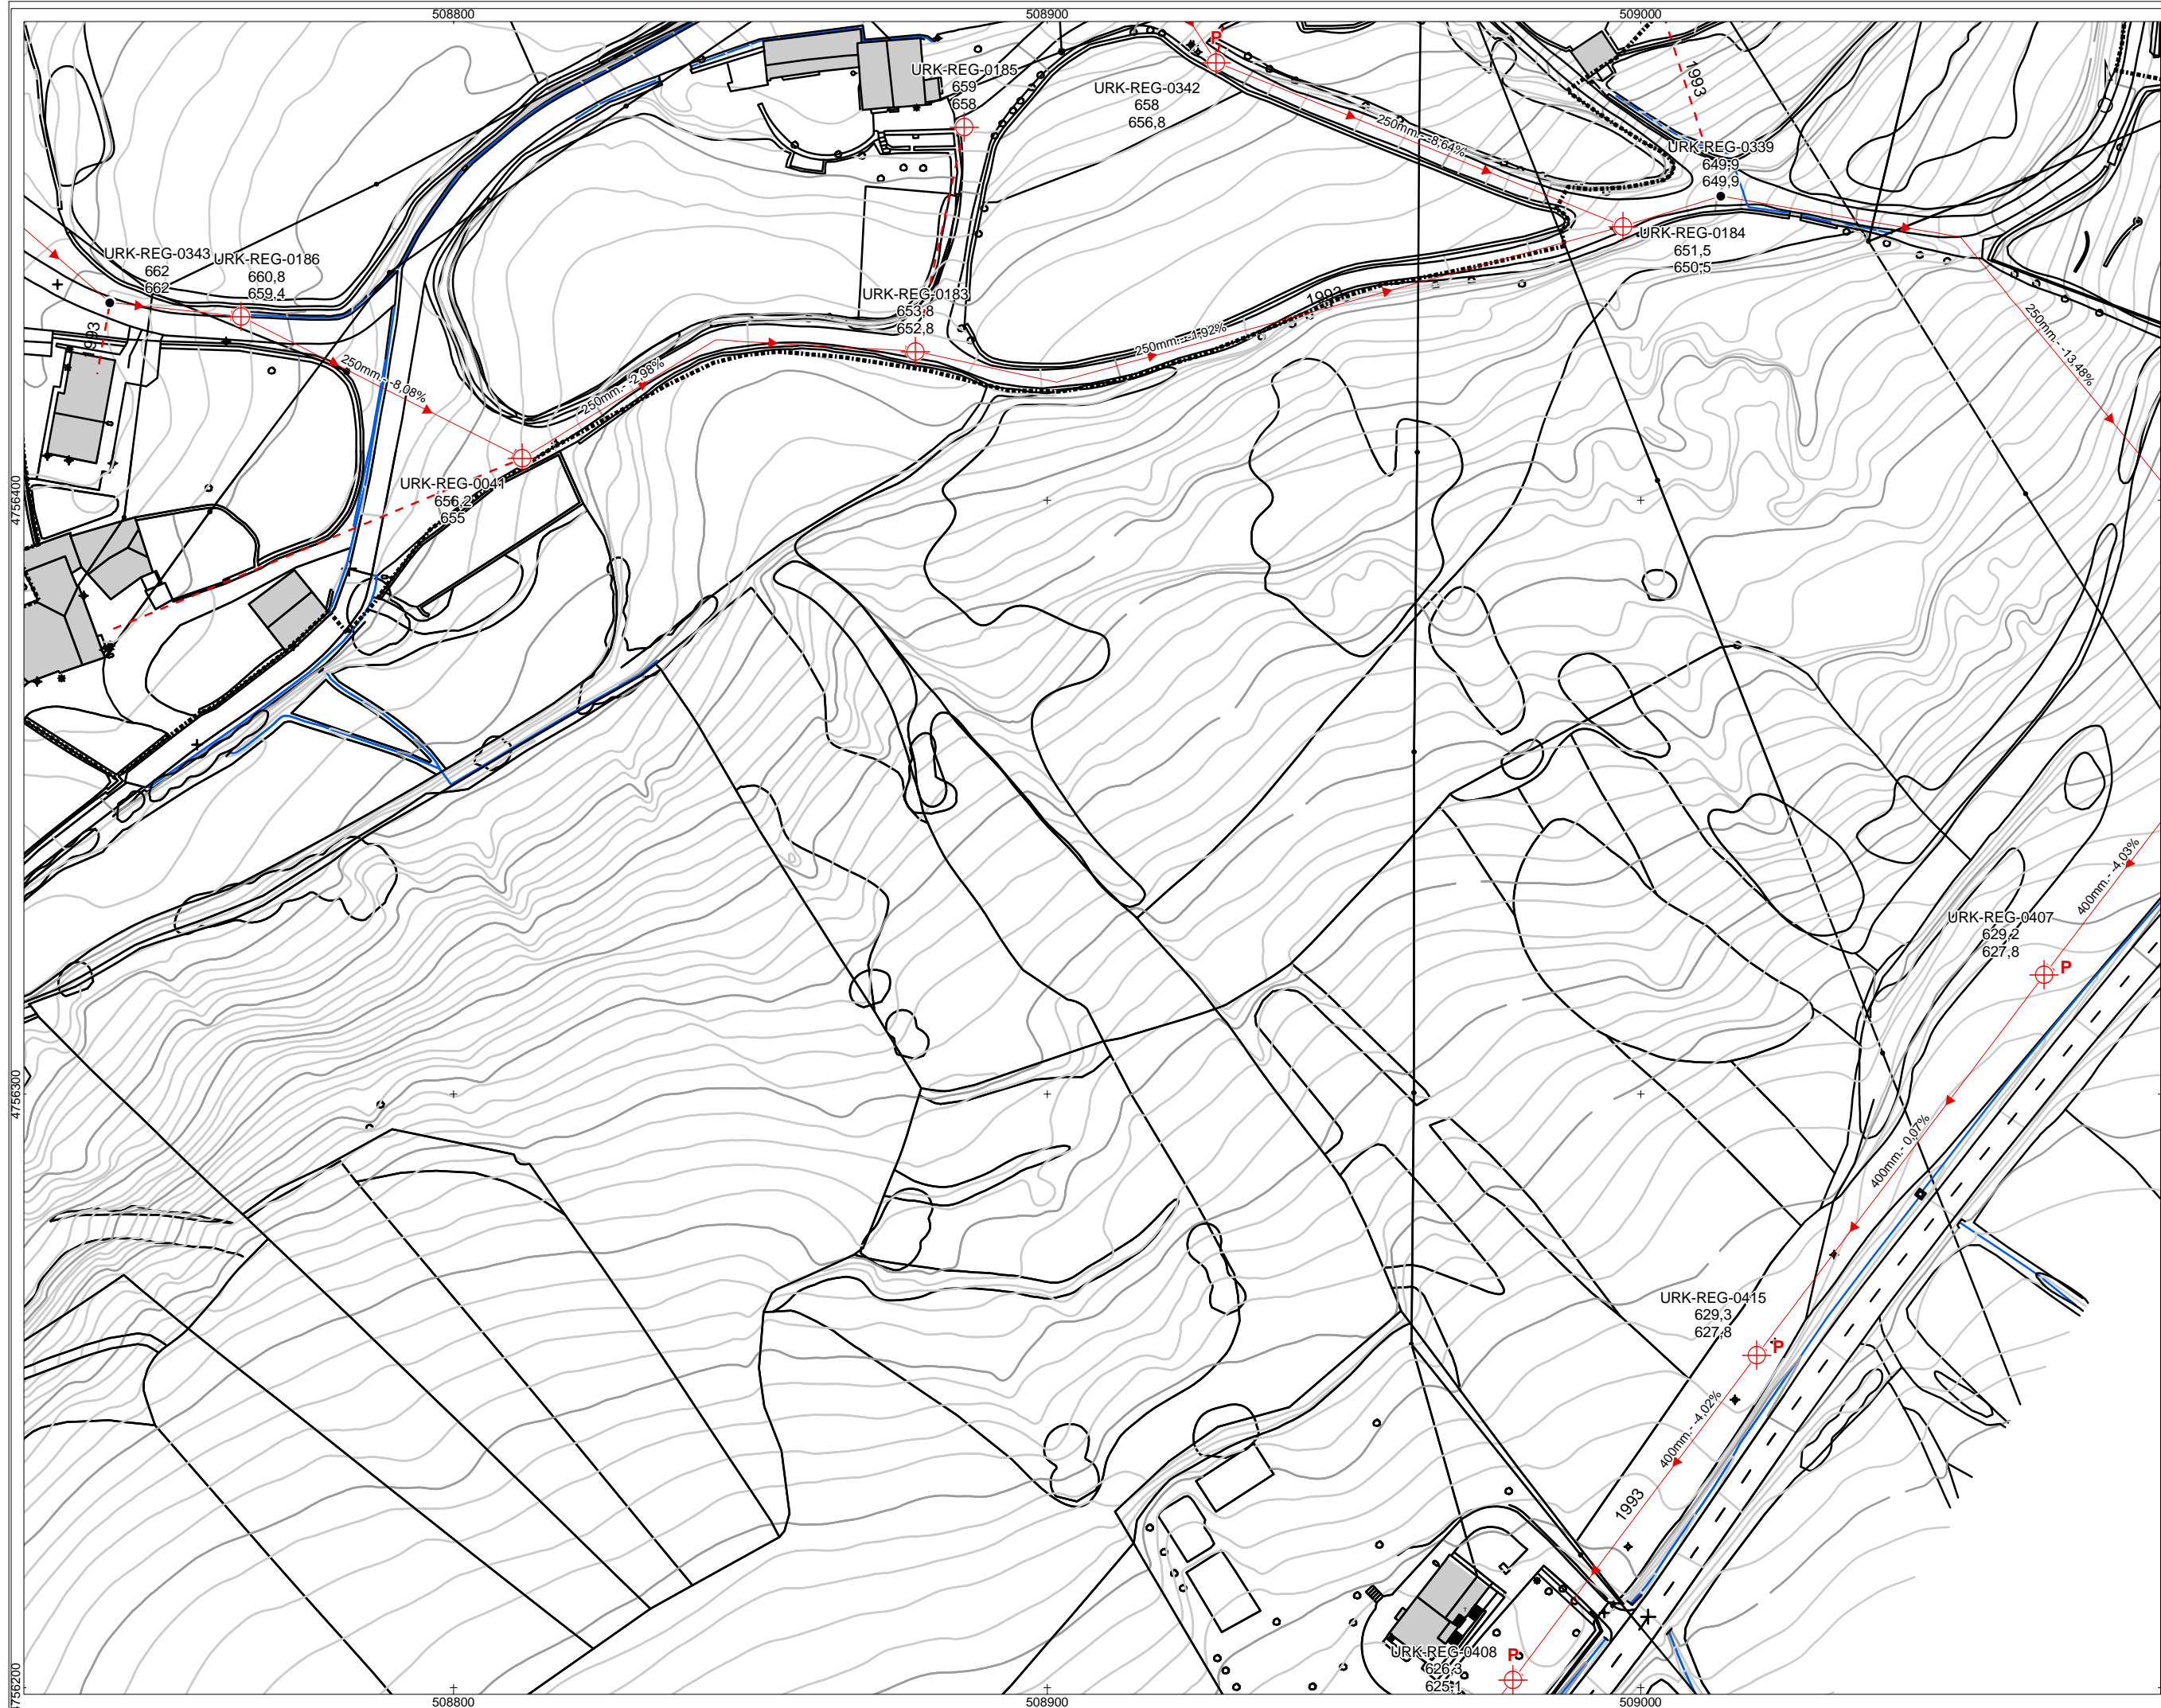 508800
508900
509000
P
URK-REG-0185
659
658
URK-REG-0342
658
656,8
1993
250mm.- -8,64%
URK-REG-0339
649,9
649,9
URK-REG-0343
662
662
URK-REG-0186
660,8
659,4
URK-REG-0184
651,5
650,5
URK-REG-0183
653,8
652,8
1993
1993
250mm.- -1,92%
250mm.- -8,08%
250mm.- -2,98%
250mm.- -13,48%
URK-REG-0041
656,2
655
4756400
400mm.- -4,03%
URK-REG-0407
629,2
627,8
P
4756300
400mm.- 0,07%
URK-REG-0415
629,3
627,8
P
400mm.- -4,02%
1993
URK-REG-0408
626,3
625,1
P
4756200
508800
508900
509000